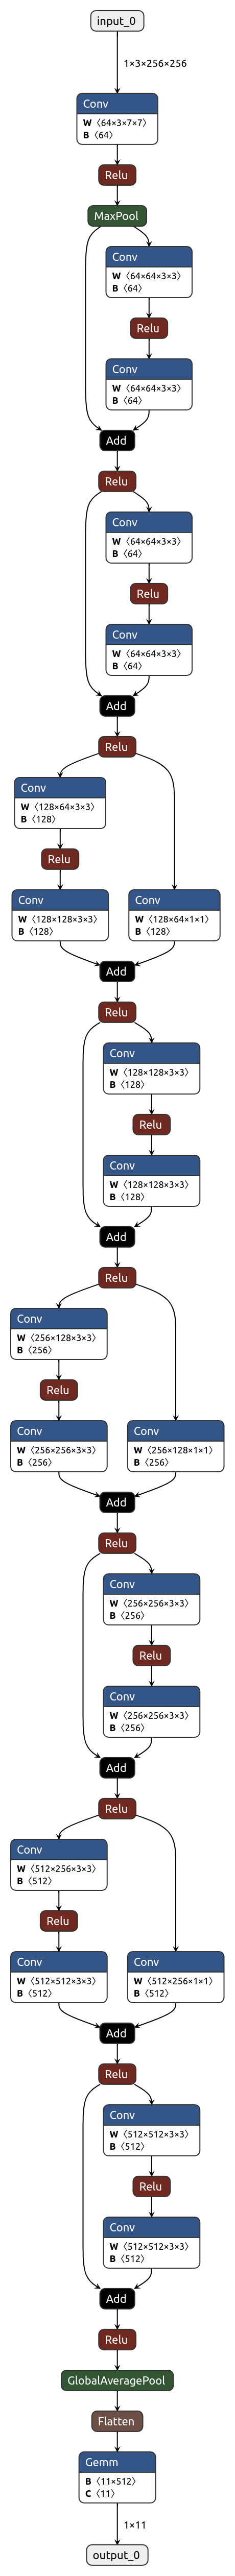 input_0
1×3×256×256
Conv
W ⟨64×3×7×7⟩
B ⟨64⟩
Relu
MaxPool
Conv
W ⟨64×64×3×3⟩
B ⟨64⟩
Relu
Conv
W ⟨64×64×3×3⟩
B ⟨64⟩
Add
Relu
Conv
W ⟨64×64×3×3⟩
B ⟨64⟩
Relu
Conv
W ⟨64×64×3×3⟩
B ⟨64⟩
Add
Relu
Conv
W ⟨128×64×3×3⟩
B ⟨128⟩
Relu
Conv
W ⟨128×128×3×3⟩
B ⟨128⟩
Conv
W ⟨128×64×1×1⟩
B ⟨128⟩
Add
Relu
Conv
W ⟨128×128×3×3⟩
B ⟨128⟩
Relu
Conv
W ⟨128×128×3×3⟩
B ⟨128⟩
Add
Relu
Conv
W ⟨256×128×3×3⟩
B ⟨256⟩
Relu
Conv
W ⟨256×256×3×3⟩
B ⟨256⟩
Conv
W ⟨256×128×1×1⟩
B ⟨256⟩
Add
Relu
Conv
W ⟨256×256×3×3⟩
B ⟨256⟩
Relu
Conv
W ⟨256×256×3×3⟩
B ⟨256⟩
Add
Relu
Conv
W ⟨512×256×3×3⟩
B ⟨512⟩
Relu
Conv
W ⟨512×512×3×3⟩
B ⟨512⟩
Conv
W ⟨512×256×1×1⟩
B ⟨512⟩
Add
Relu
Conv
W ⟨512×512×3×3⟩
B ⟨512⟩
Relu
Conv
W ⟨512×512×3×3⟩
B ⟨512⟩
Add
Relu
GlobalAveragePool
Flatten
Gemm
B ⟨11×512⟩
C ⟨11⟩
1×11
output_0